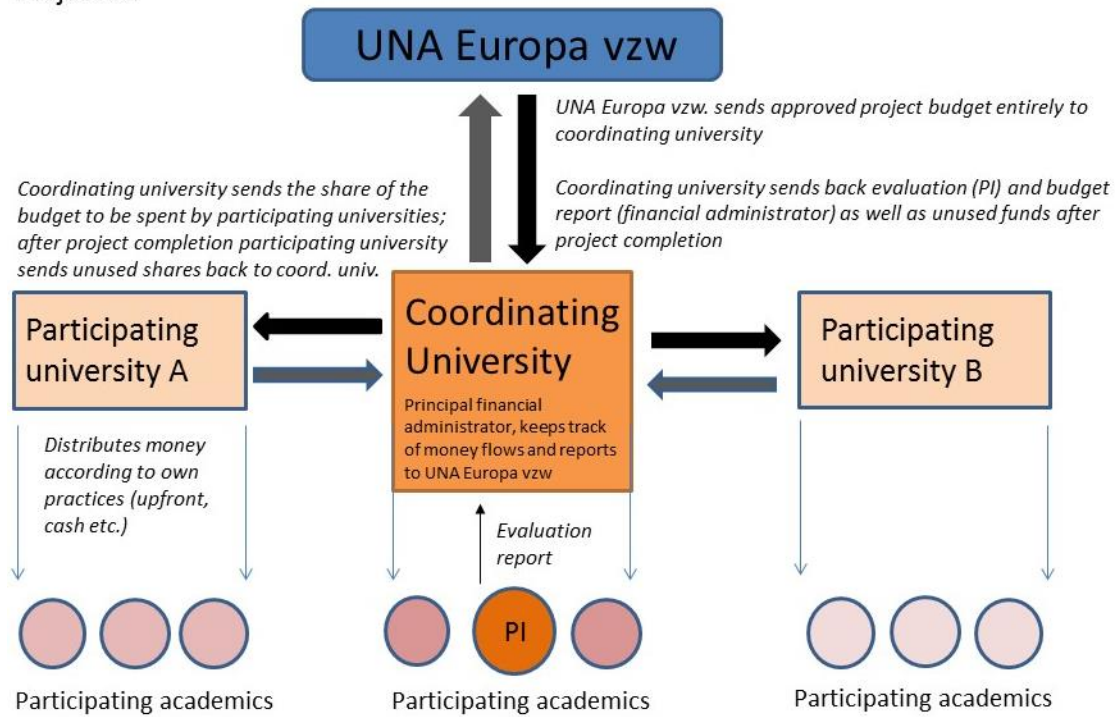 UNA Europa vzw
UNA Europa vzw. sends approved project budget entirely to
coordinating university
Coordinating university sends the share of the
budget to be spent by participating universities;
after project completion participating university
sends unused shares back to coord. univ.
Coordinating university sends back evaluation (PI) and budget
report (financial administrator) as well as unused funds after
project completion
Participating
university A
Coordinating
University
Principal financial
administrator, keeps track
of money flows and reports
to UNA Europa vzw
Participating
university B
Distributes money
according to own
practices (upfront,
cash etc.)
Evaluation
report
PI
Participating academics
Participating academics
Participating academics